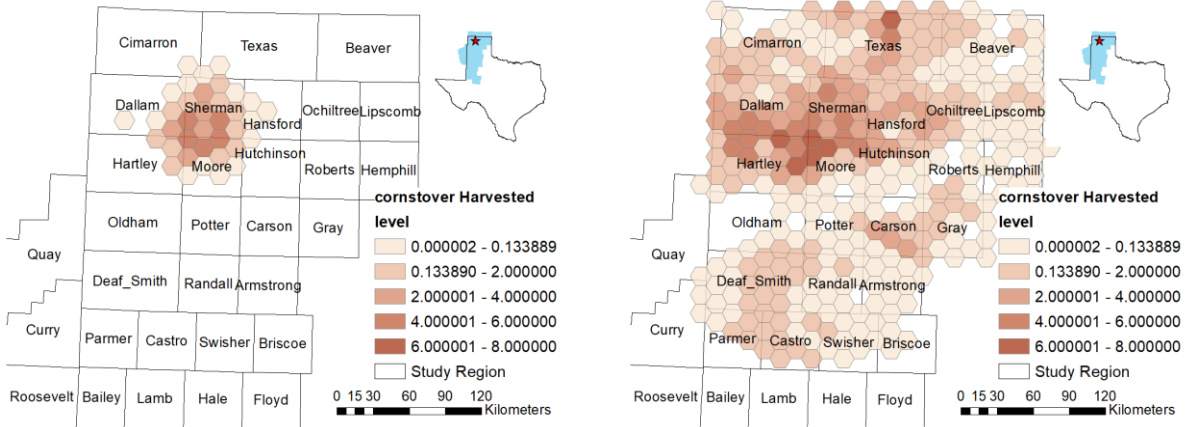 Cimarron
Texas
Beaver
Dallam
Sherman
Hansford
Ochiltree
Lipscomb
Hartley
Moore
Hutchinson
Roberts
Hemphill
Oldham
Potter
Carson
Gray
Quay
Deaf_Smith
Randall
Armstrong
Curry
Parmer
Castro
Swisher
Briscoe
Roosevelt
Bailey
Lamb
Hale
Floyd
cornstover Harvested
level
0.000002 - 0.133889
0.133890 - 2.000000
2.000001 - 4.000000
4.000001 - 6.000000
6.000001 - 8.000000
Study Region
0 15 30 60 90 120
Kilometers
Cimarron
Texas
Beaver
Dallam
Sherman
Hansford
Ochiltree
Lipscomb
Hartley
Moore
Hutchinson
Roberts
Hemphill
Oldham
Potter
Carson
Gray
Quay
Deaf_Smith
Randall
Armstrong
Curry
Parmer
Castro
Swisher
Briscoe
Roosevelt
Bailey
Lamb
Hale
Floyd
cornstover Harvested
level
0.000002 - 0.133889
0.133890 - 2.000000
2.000001 - 4.000000
4.000001 - 6.000000
6.000001 - 8.000000
Study Region
0 15 30 60 90 120
Kilometers